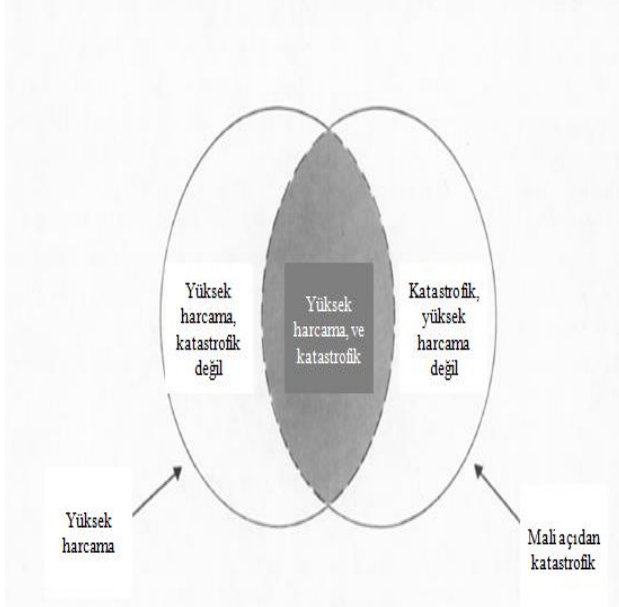 Yüksek
harcama,
katastrofik
değil
Yüksek
harcama, ve
katastrofik
Katastrofik,
yüksek
harcama
değil
Yüksek
harcama
Mali açıdan
katastrofik